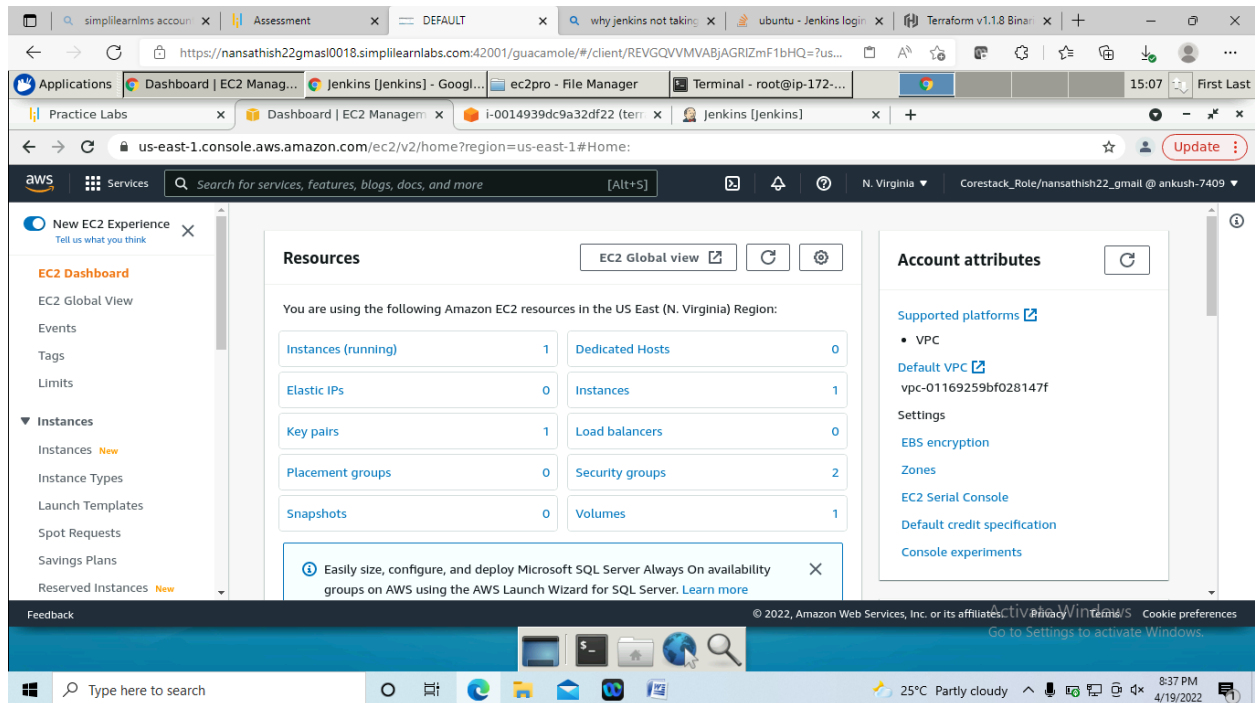 simplilearnlms accoun
Assessment
DEFAULT
why jenkins not taking
ubuntu - Jenkins login
Terraform v1.1.8 Binari
https://nansathish22gmasl0018.simplilearnlabs.com:42001/guacamole/#/client/REVGQVVMVABjAGRlZmF1bHQ=?us...
Applications
Dashboard | EC2 Manag...
Jenkins [Jenkins] - Googl...
ec2pro - File Manager
Terminal - root@ip-172-...
15:07
First Last
Practice Labs
Dashboard | EC2 Managem
i-0014939dc9a32df22 (terr
Jenkins [Jenkins]
us-east-1.console.aws.amazon.com/ec2/v2/home?region=us-east-1#Home:
Update
aws
Services
Search for services, features, blogs, docs, and more
[Alt+S]
N. Virginia
Corestack_Role/nansathish22_gmail @ ankush-7409
New EC2 Experience
Tell us what you think
EC2 Dashboard
EC2 Global View
Events
Tags
Limits
Instances
Instances New
Instance Types
Launch Templates
Spot Requests
Savings Plans
Reserved Instances New
Resources
EC2 Global view
You are using the following Amazon EC2 resources in the US East (N. Virginia) Region:
Instances (running) 1
Dedicated Hosts 0
Elastic IPs 0
Instances 1
Key pairs 1
Load balancers 0
Placement groups 0
Security groups 2
Snapshots 0
Volumes 1
Easily size, configure, and deploy Microsoft SQL Server Always On availability
groups on AWS using the AWS Launch Wizard for SQL Server. Learn more
Account attributes
Supported platforms
VPC
Default VPC
vpc-01169259bf028147f
Settings
EBS encryption
Zones
EC2 Serial Console
Default credit specification
Console experiments
Feedback
© 2022, Amazon Web Services, Inc. or its affiliates.
Privacy
Terms
Cookie preferences
Activate Windows
Go to Settings to activate Windows.
Type here to search
25°C Partly cloudy
8:37 PM
4/19/2022
1